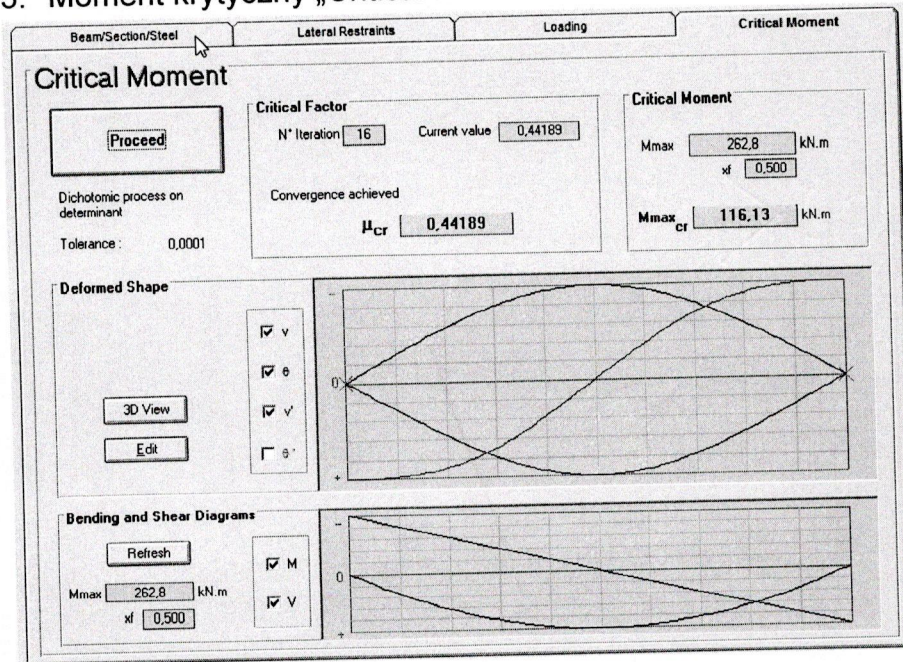 Moment krytyczny
Beam/Section/Steel
Lateral Restraints
Loading
Critical Moment
Critical Moment
Proceed
Dichotomic process on
determinant
Tolerance : 0,0001
Critical Factor
N° Iteration 16 Current value 0,44189
Convergence achieved
μcr 0,44189
Critical Moment
Mmax 262,8 kN.m
xf 0,500
Mmax cr 116,13 kN.m
Deformed Shape
3D View
Edit
v
θ
v'
θ'
-
0
+
Bending and Shear Diagrams
Refresh
Mmax 262,8 kN.m
xf 0,500
M
V
-
0
+